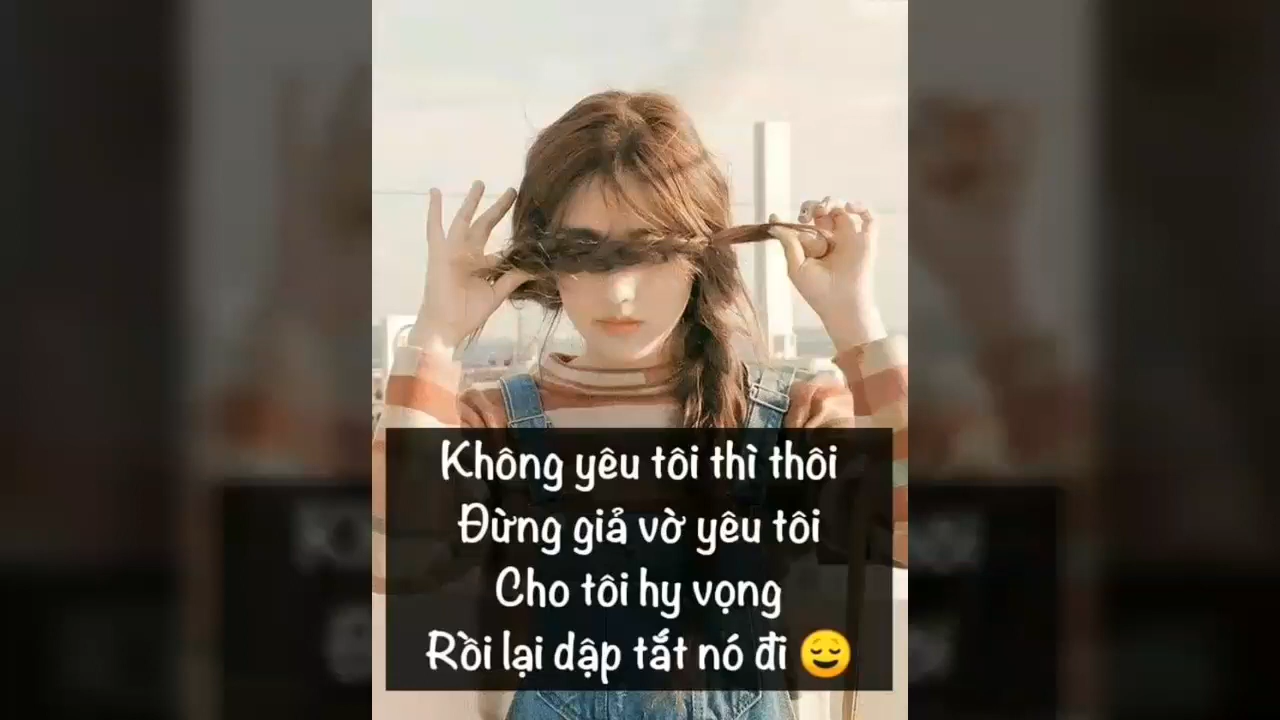 Không yêu tôi thì thôi
Đừng giả vờ yêu tôi
Cho tôi hy vọng
Rồi lại dập tắt nó đi 😌